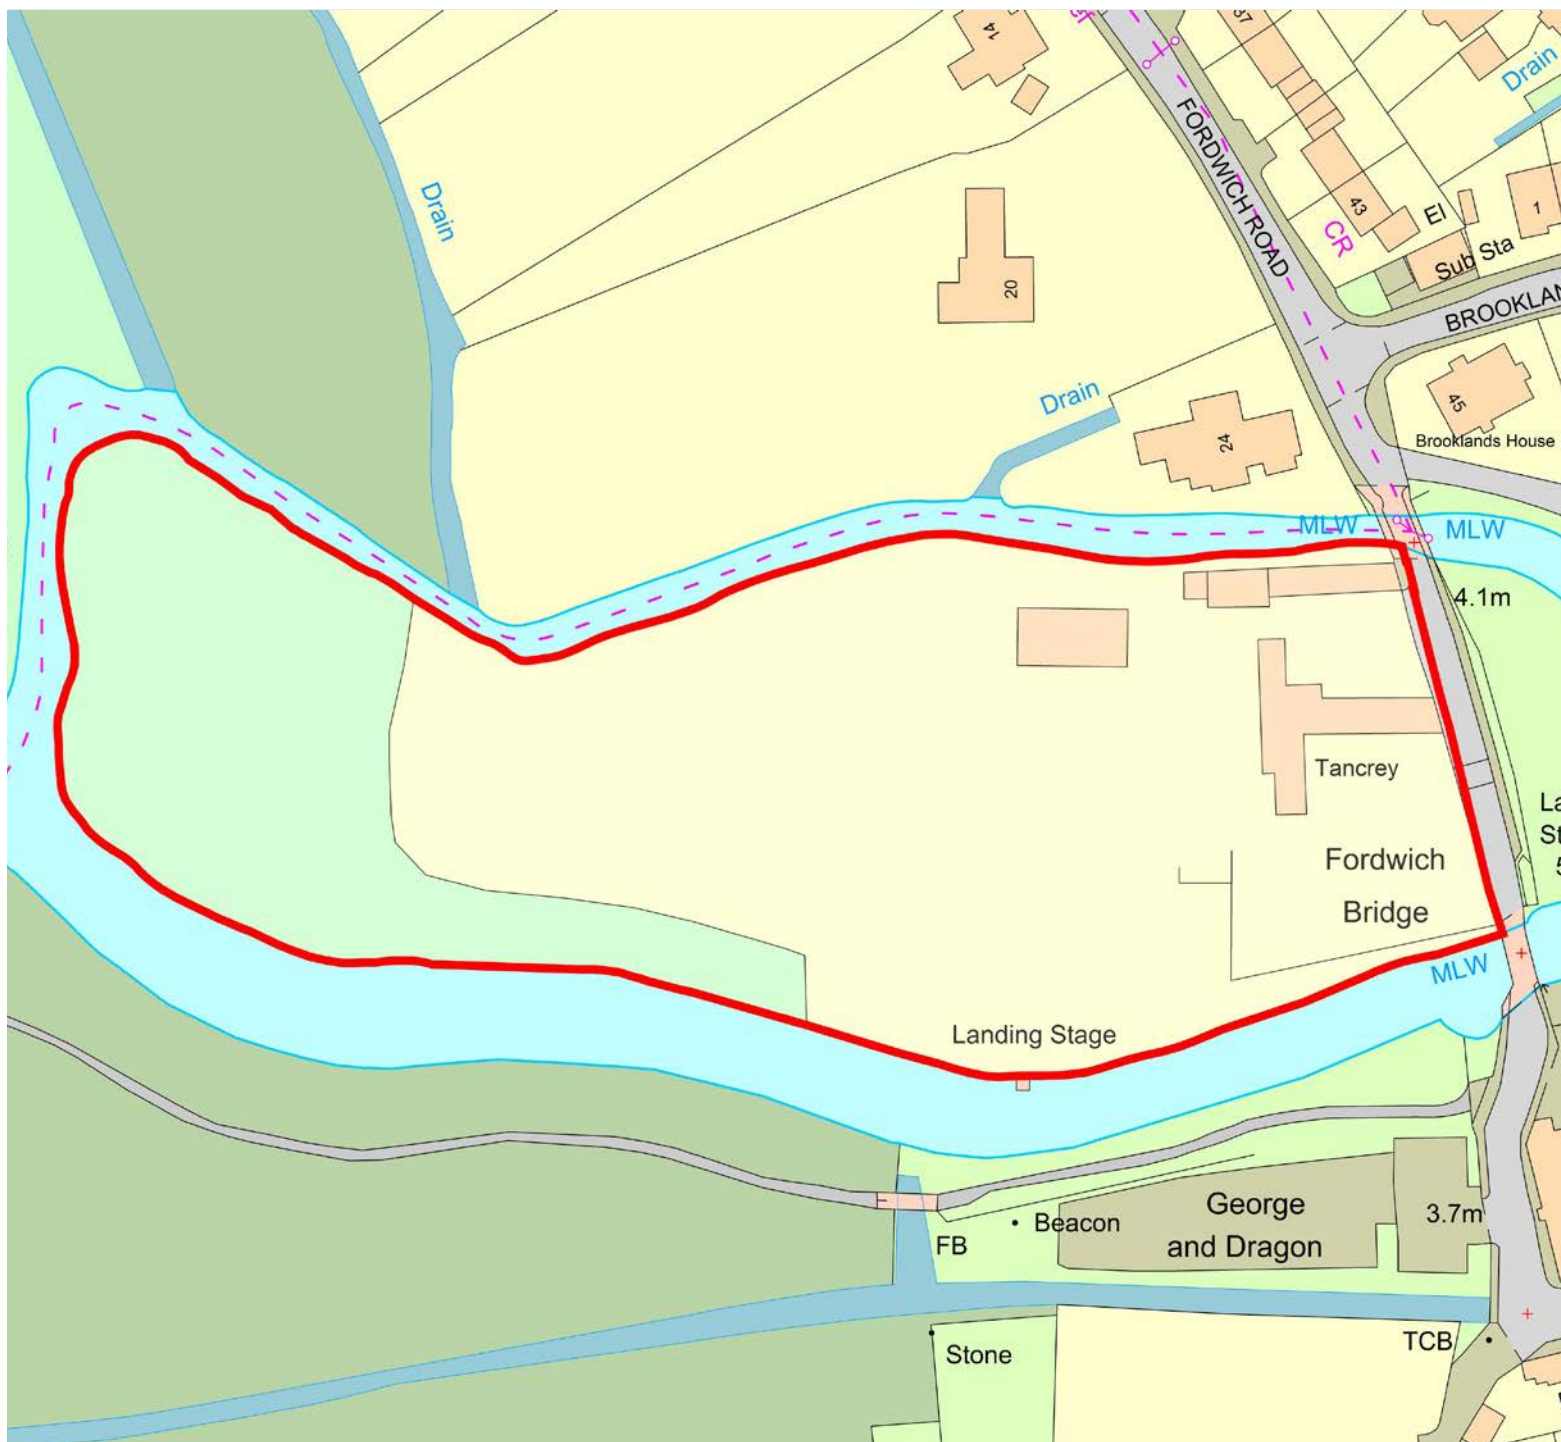 14
37
Drain
FORDWICH ROAD
Drain
43
El
1
CR
Sub Sta
20
BROOKLAN
Drain
45
24
Brooklands House
MLW
MLW
4.1m
Tancrey
Fordwich
Bridge
MLW
Landing Stage
George
and Dragon
3.7m
Beacon
FB
TCB
Stone